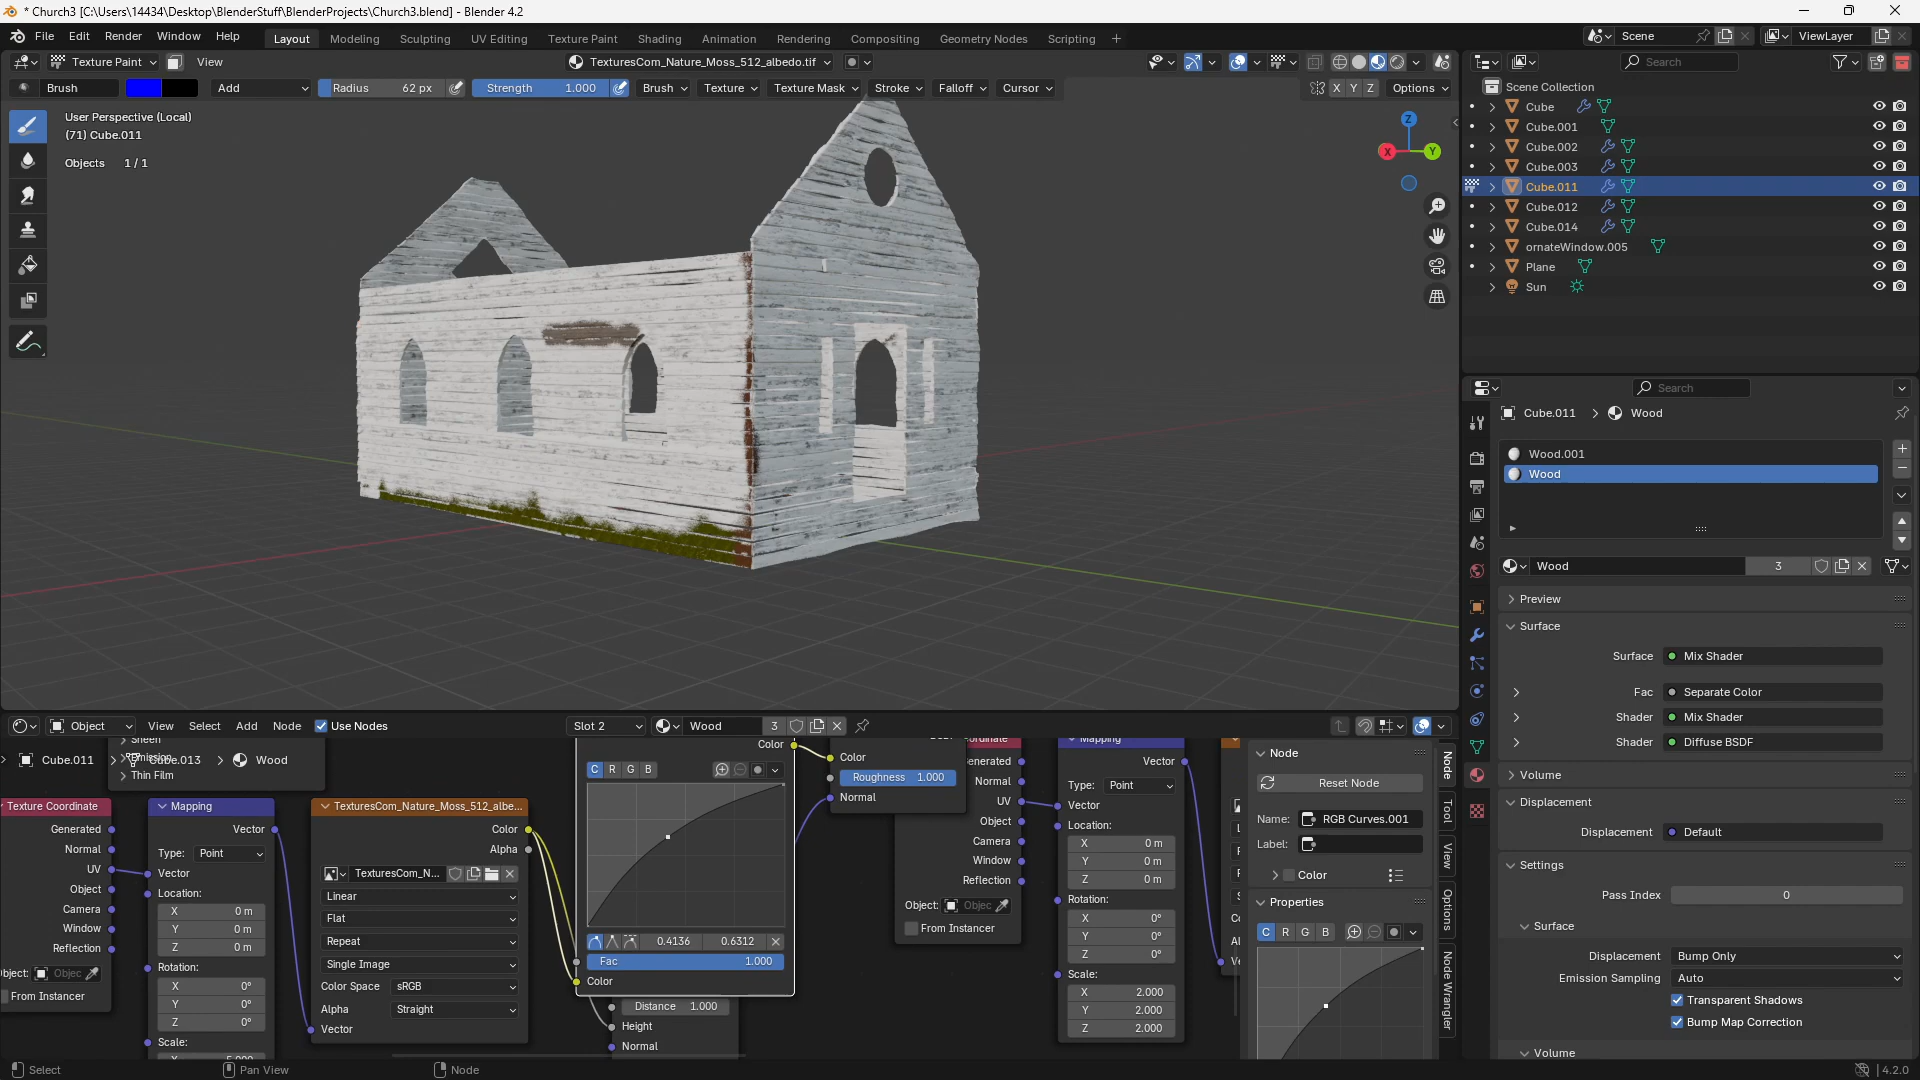 * Church3 [C:\Users\14434\Desktop\BlenderStuff\BlenderProjects\Church3.blend] - Blender 4.2
File Edit Render Window Help
Layout Modeling Sculpting UV Editing Texture Paint Shading Animation Rendering Compositing Geometry Nodes Scripting +
Scene
ViewLayer
Texture Paint
View
TexturesCom_Nature_Moss_512_albedo.tif
Brush
Add
Radius 62 px
Strength 1.000
Brush Texture Texture Mask Stroke Falloff Cursor
X Y Z
Options
User Perspective (Local)
(71) Cube.011
Objects 1 / 1
Z
X
Y
Search
Scene Collection
Cube
Cube.001
Cube.002
Cube.003
Cube.011
Cube.012
Cube.014
ornateWindow.005
Plane
Sun
Search
Cube.011 > Wood
Wood.001
Wood
Wood 3
Preview
Surface
Surface Mix Shader
Fac Separate Color
Shader Mix Shader
Shader Diffuse BSDF
Volume
Displacement
Displacement Default
Settings
Pass Index 0
Surface
Displacement Bump Only
Emission Sampling Auto
Transparent Shadows
Bump Map Correction
Volume
Object
View Select Add Node
Use Nodes
Slot 2
Wood 3
Sheen
Emission
Thin Film
Cube.011 > Cube.013 > Wood
Texture Coordinate
Generated
Normal
UV
Object
Camera
Window
Reflection
From Instancer
Mapping
Vector
Type: Point
Vector
Location:
X 0 m
Y 0 m
Z 0 m
Rotation:
X 0°
Y 0°
Z 0°
Scale:
TexturesCom_Nature_Moss_512_albe...
Color
Alpha
TexturesCom_N...
Linear
Flat
Repeat
Single Image
Color Space sRGB
Alpha Straight
Vector
Color
C R G B
0.4136 0.6312
Fac 1.000
Color
Distance 1.000
Height
Normal
Color
Roughness 1.000
Normal
Normal
UV
Object
Camera
Window
Reflection
Object: Objec
From Instancer
Mapping
Vector
Type: Point
Vector
Location:
X 0 m
Y 0 m
Z 0 m
Rotation:
X 0°
Y 0°
Z 0°
Scale:
X 2.000
Y 2.000
Z 2.000
Node
Reset Node
Name: RGB Curves.001
Label:
Color
Properties
C R G B
Node
Tool
View
Options
Node Wrangler
Select
Pan View
Node
4.2.0